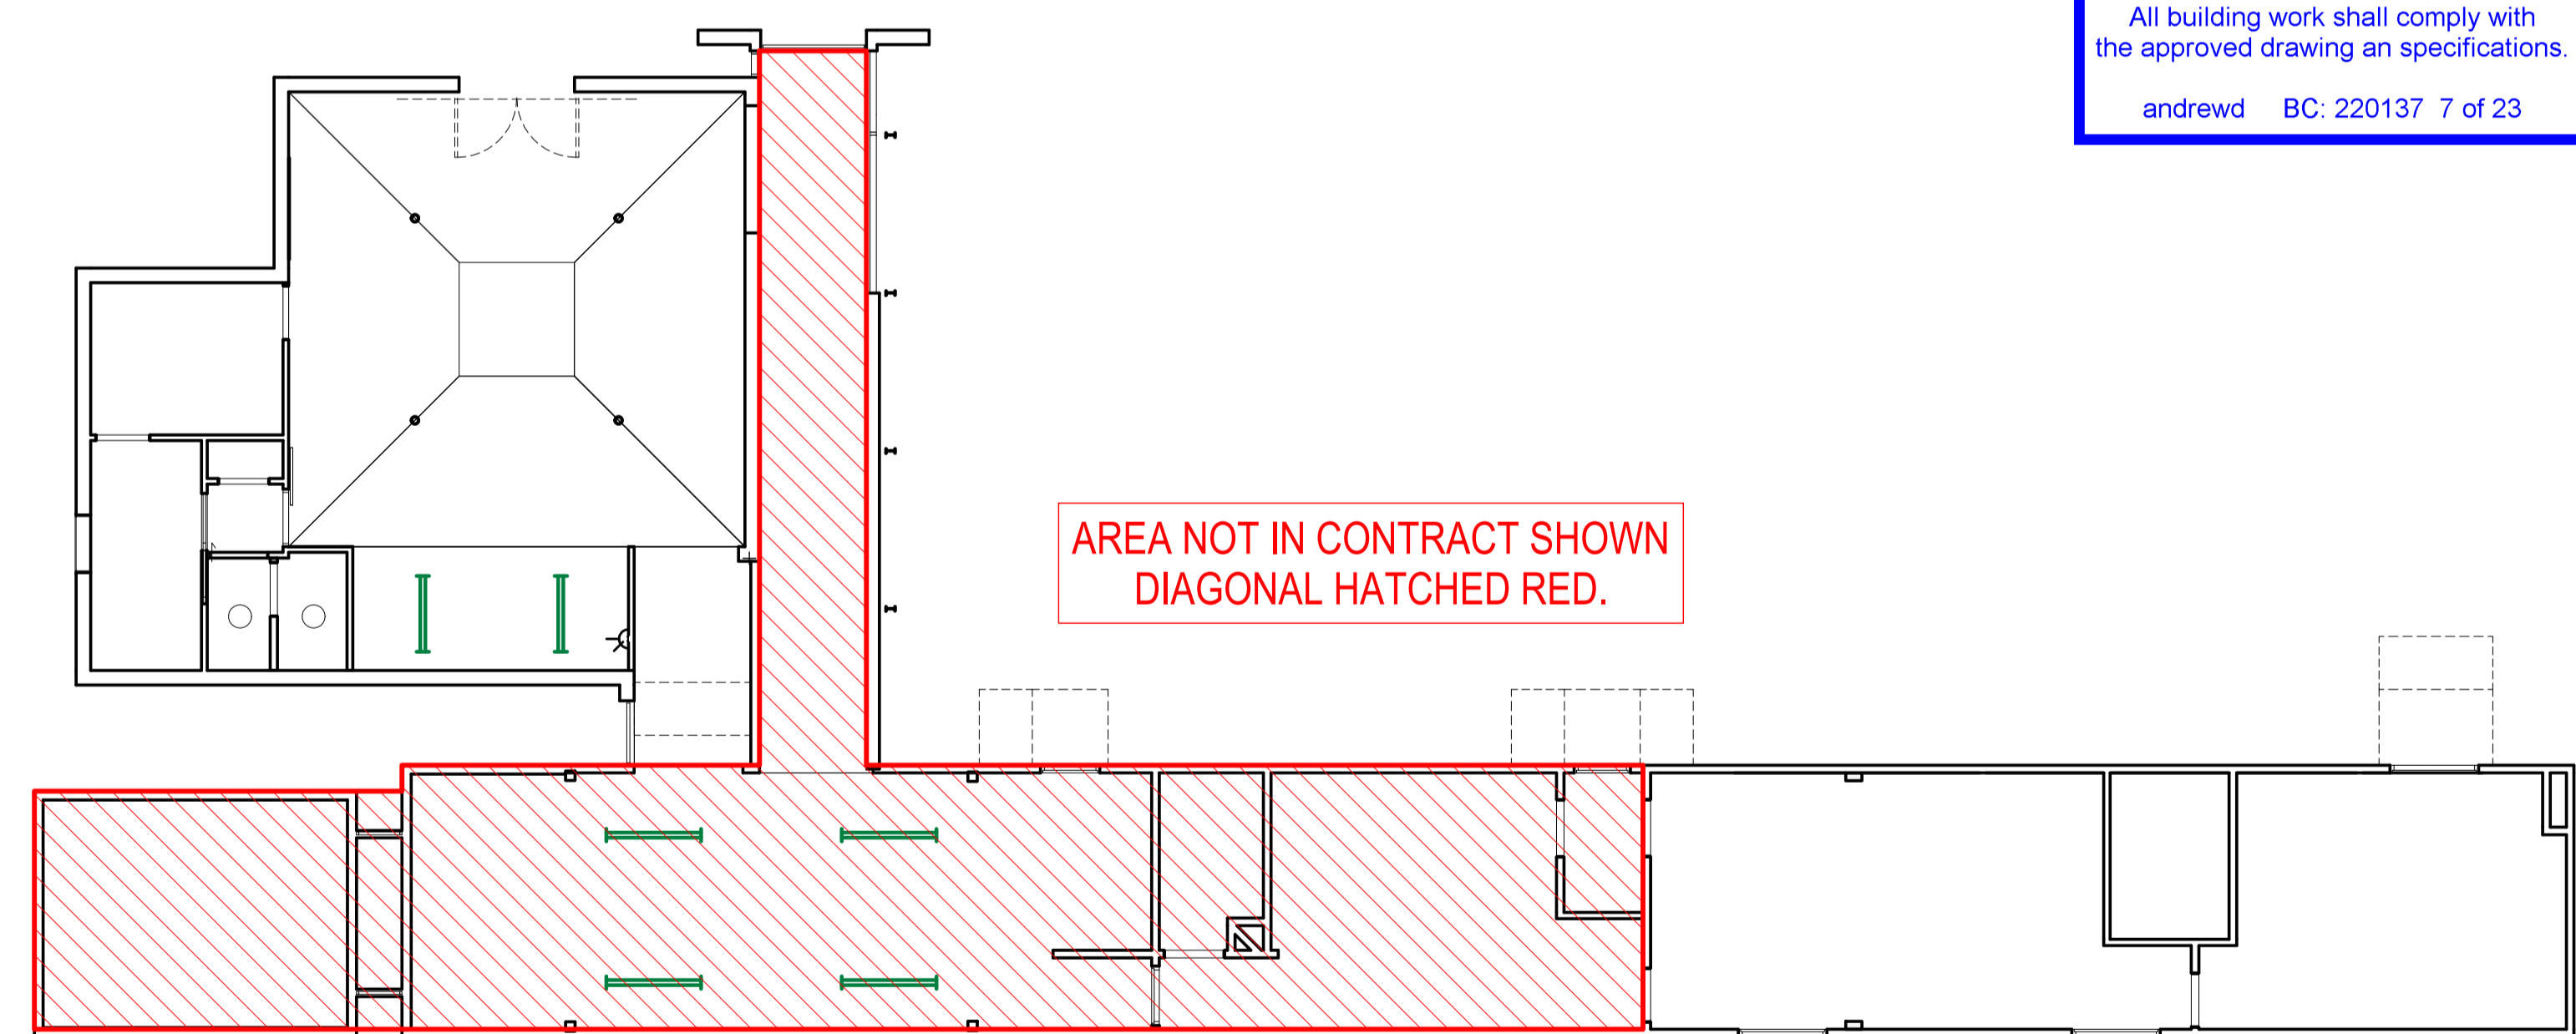 All building work shall comply with
the approved drawing an specifications.
andrewd BC: 220137 7 of 23
AREA NOT IN CONTRACT SHOWN
DIAGONAL HATCHED RED.